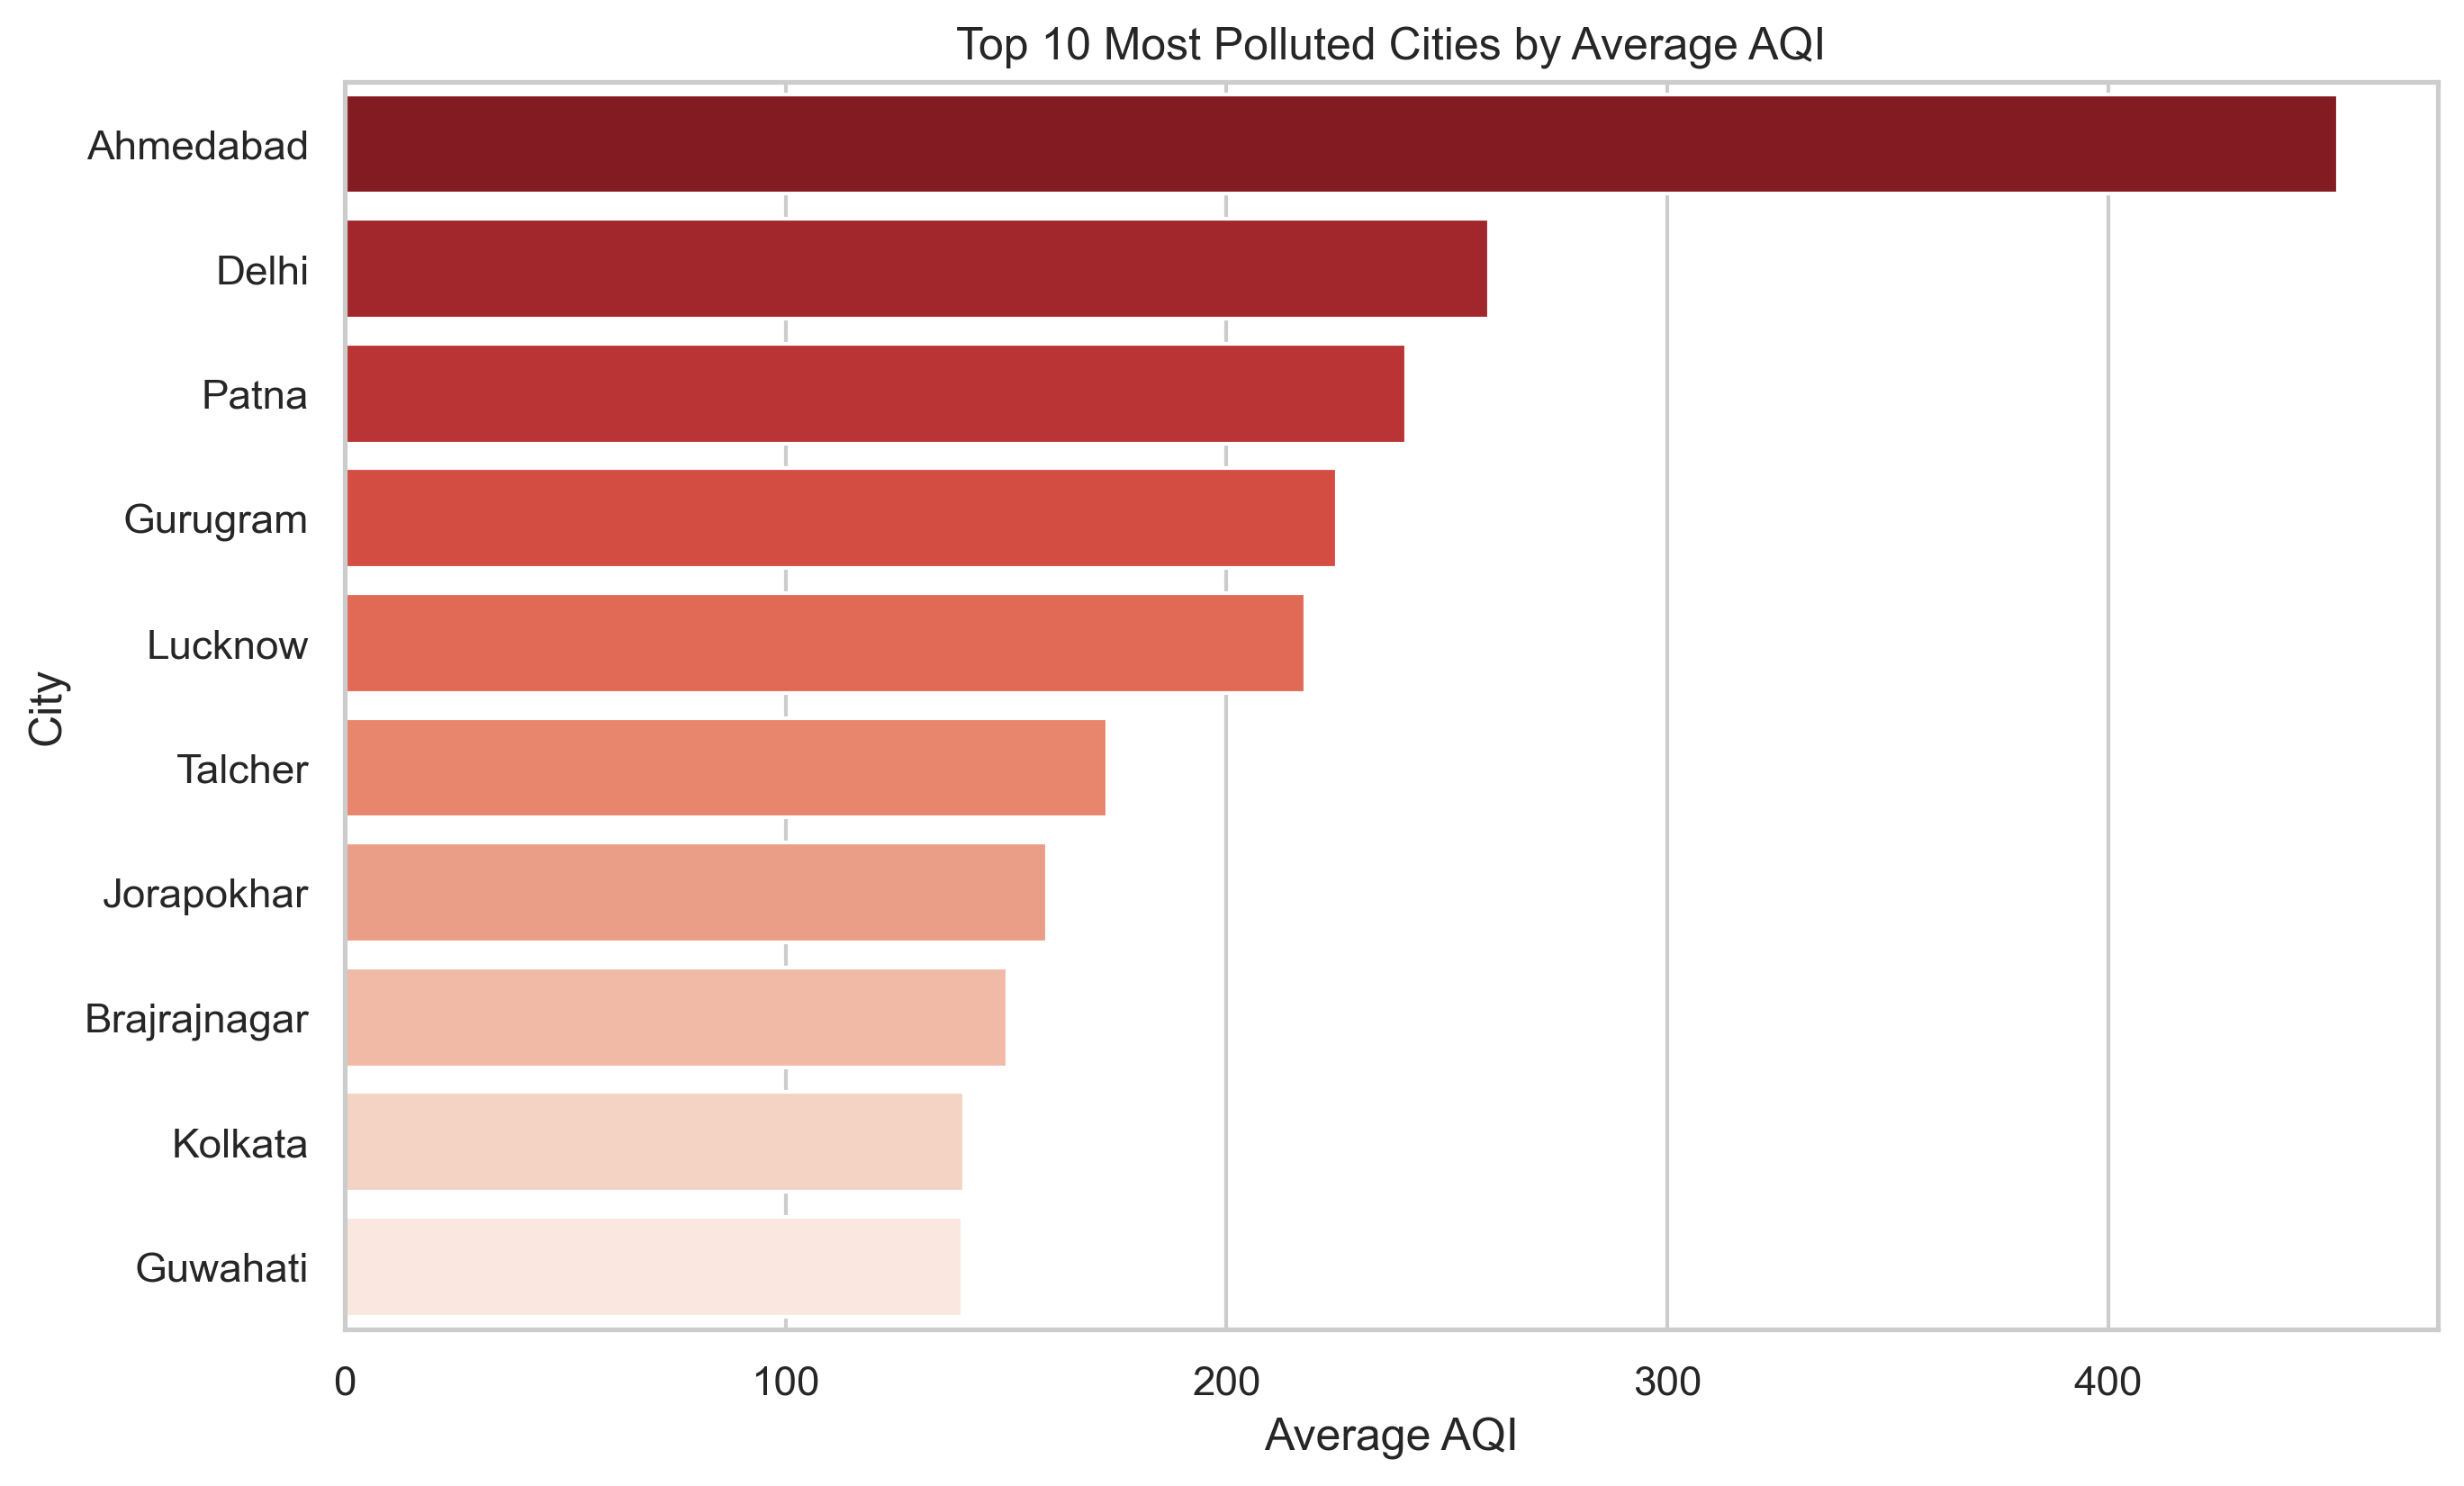 Top 10 Most Polluted Cities by Average AQI
Ahmedabad
Delhi
Patna
Gurugram
Lucknow
Talcher
Jorapokhar
Brajrajnagar
Kolkata
Guwahati
City
0 100 200 300 400
Average AQI